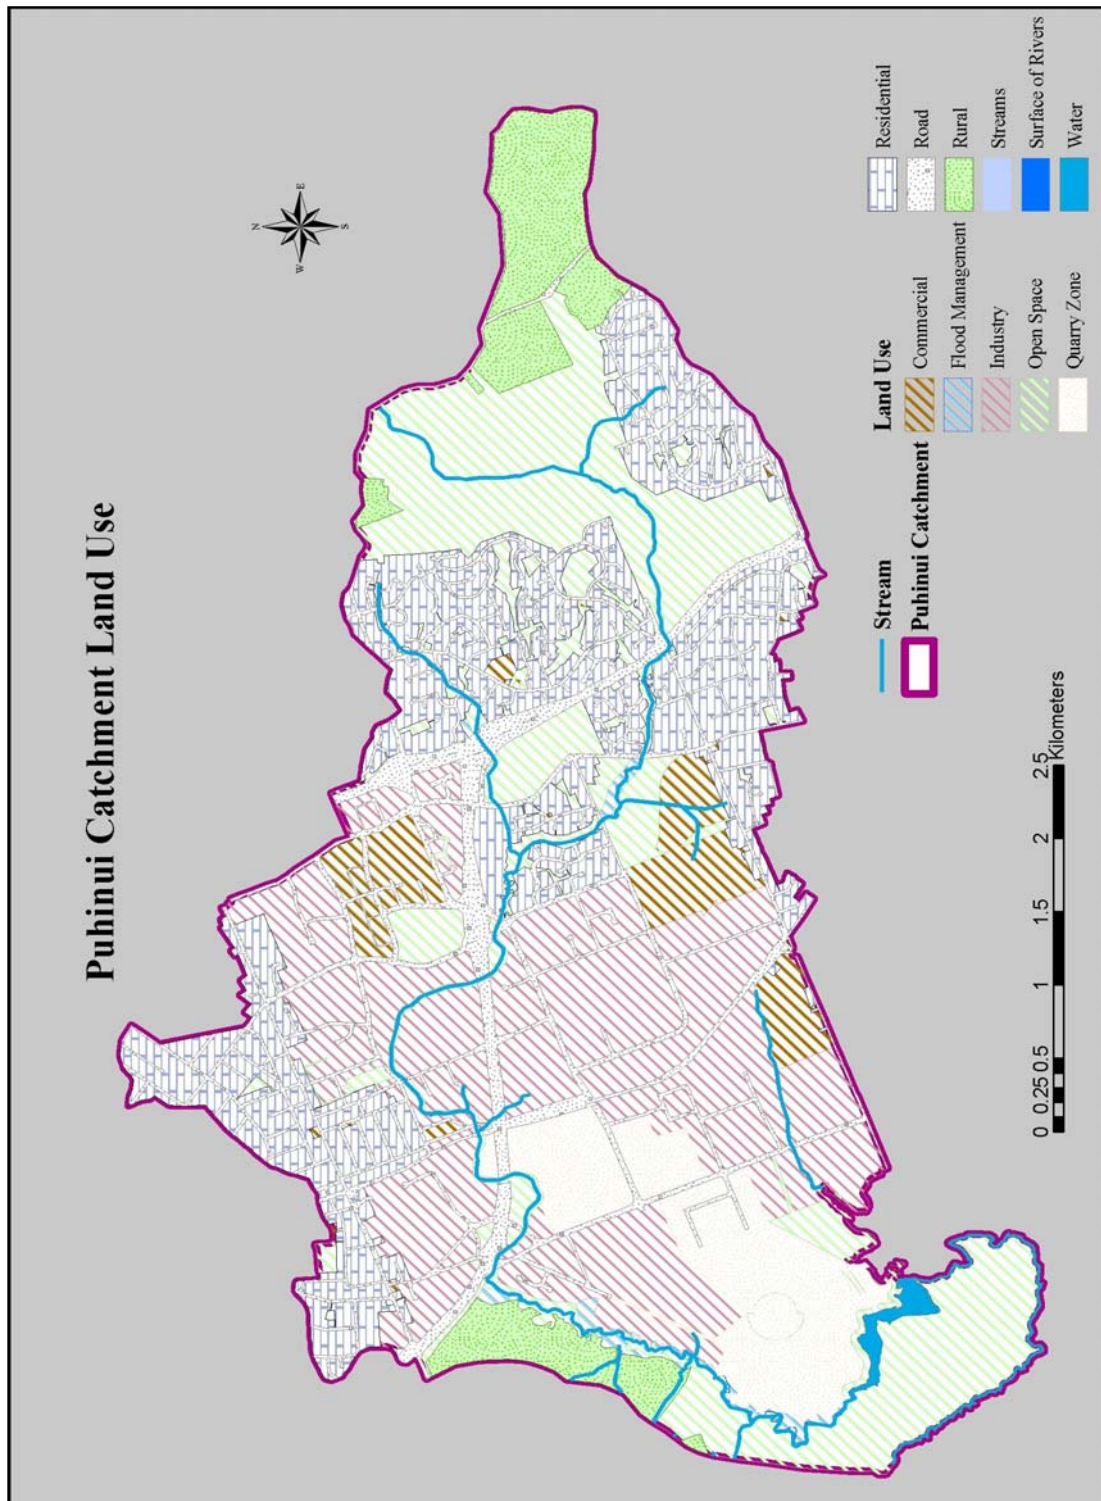 Puhinui Catchment Land Use
N
W E
S
Stream
Puhinui Catchment
Land Use
Commercial
Flood Management
Industry
Open Space
Quarry Zone
Residential
Road
Rural
Streams
Surface of Rivers
Water
0 0.25 0.5 1 1.5 2 2.5
Kilometers